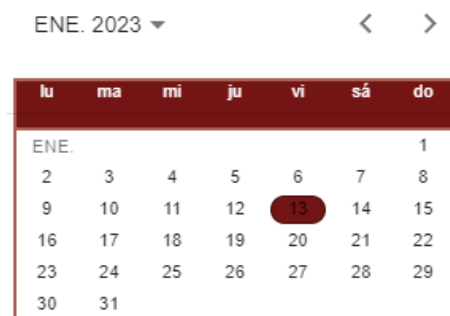 ENE. 2023
lu ma mi ju vi sá do
ENE. 1
2 3 4 5 6 7 8
9 10 11 12 13 14 15
16 17 18 19 20 21 22
23 24 25 26 27 28 29
30 31